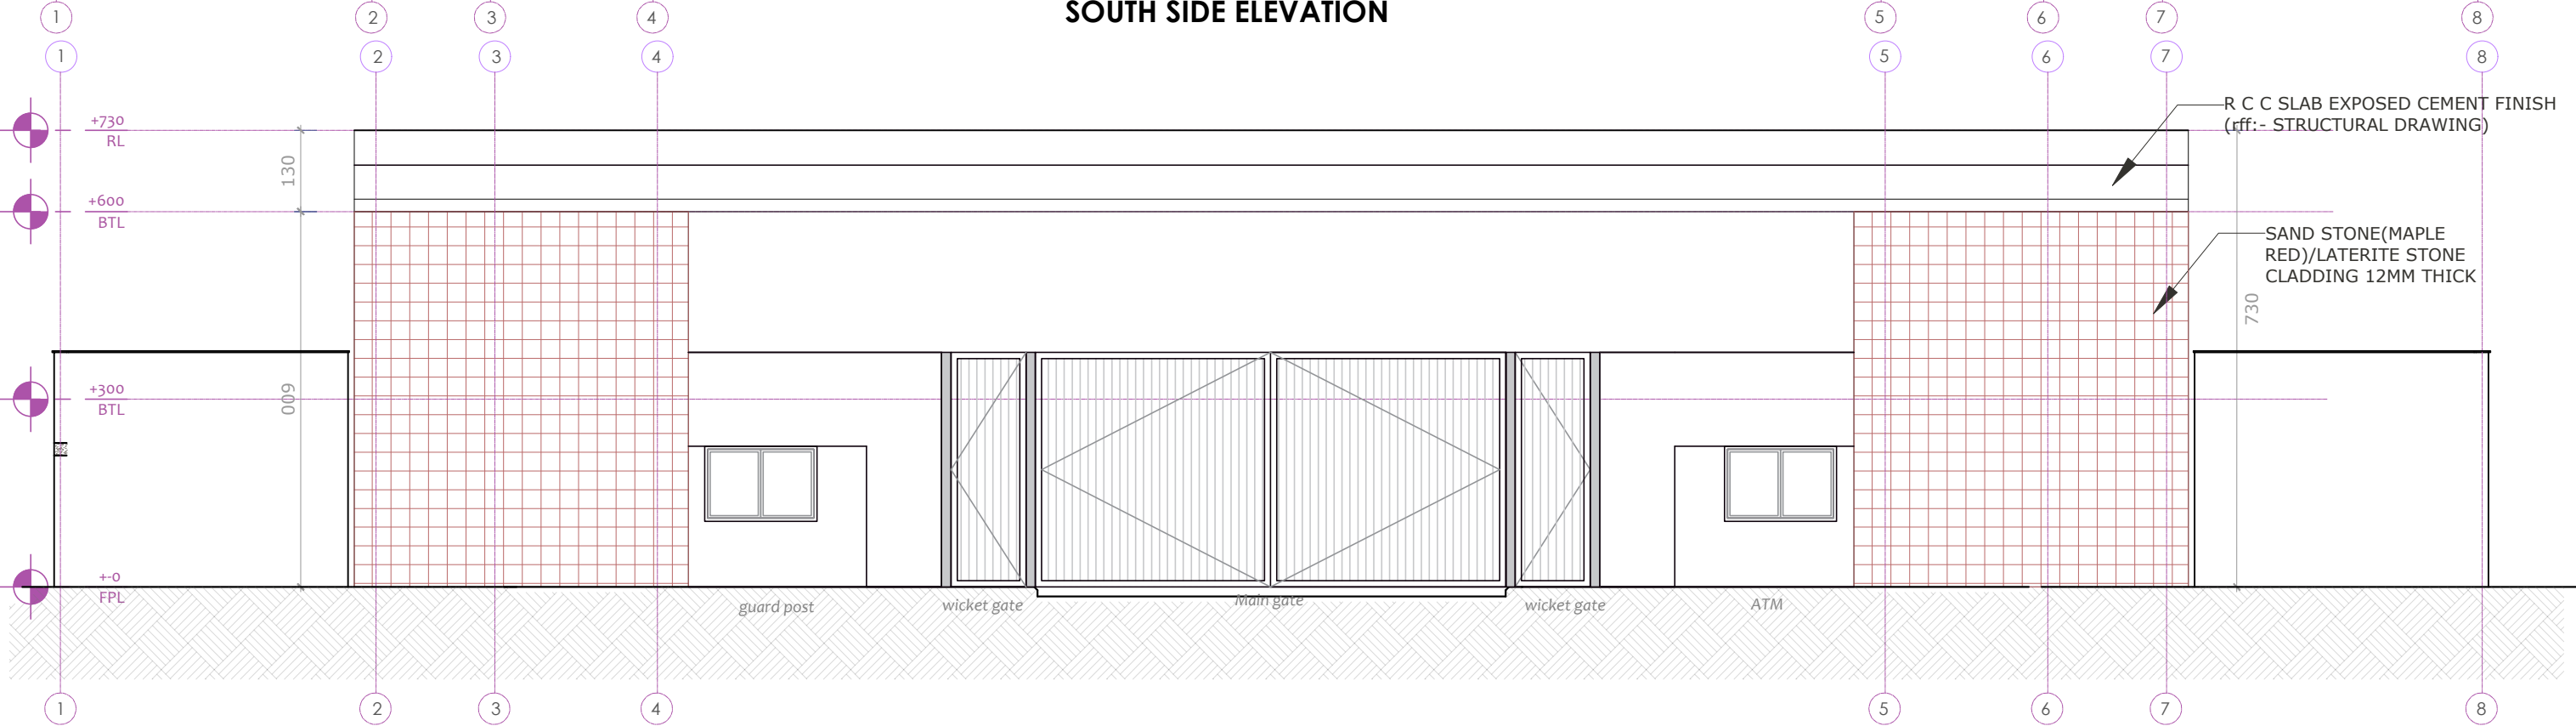 SOUTH SIDE ELEVATION
1 2 3 4 5 6 7 8
1 2 3 4 5 6 7 8
+730
RL
130
R C C SLAB EXPOSED CEMENT FINISH
(rff:- STRUCTURAL DRAWING)
+600
BTL
SAND STONE(MAPLE
RED)/LATERITE STONE
CLADDING 12MM THICK
730
+300
BTL
600
+-0
FPL
guard post
wicket gate
Main gate
wicket gate
ATM
1 2 3 4 5 6 7 8